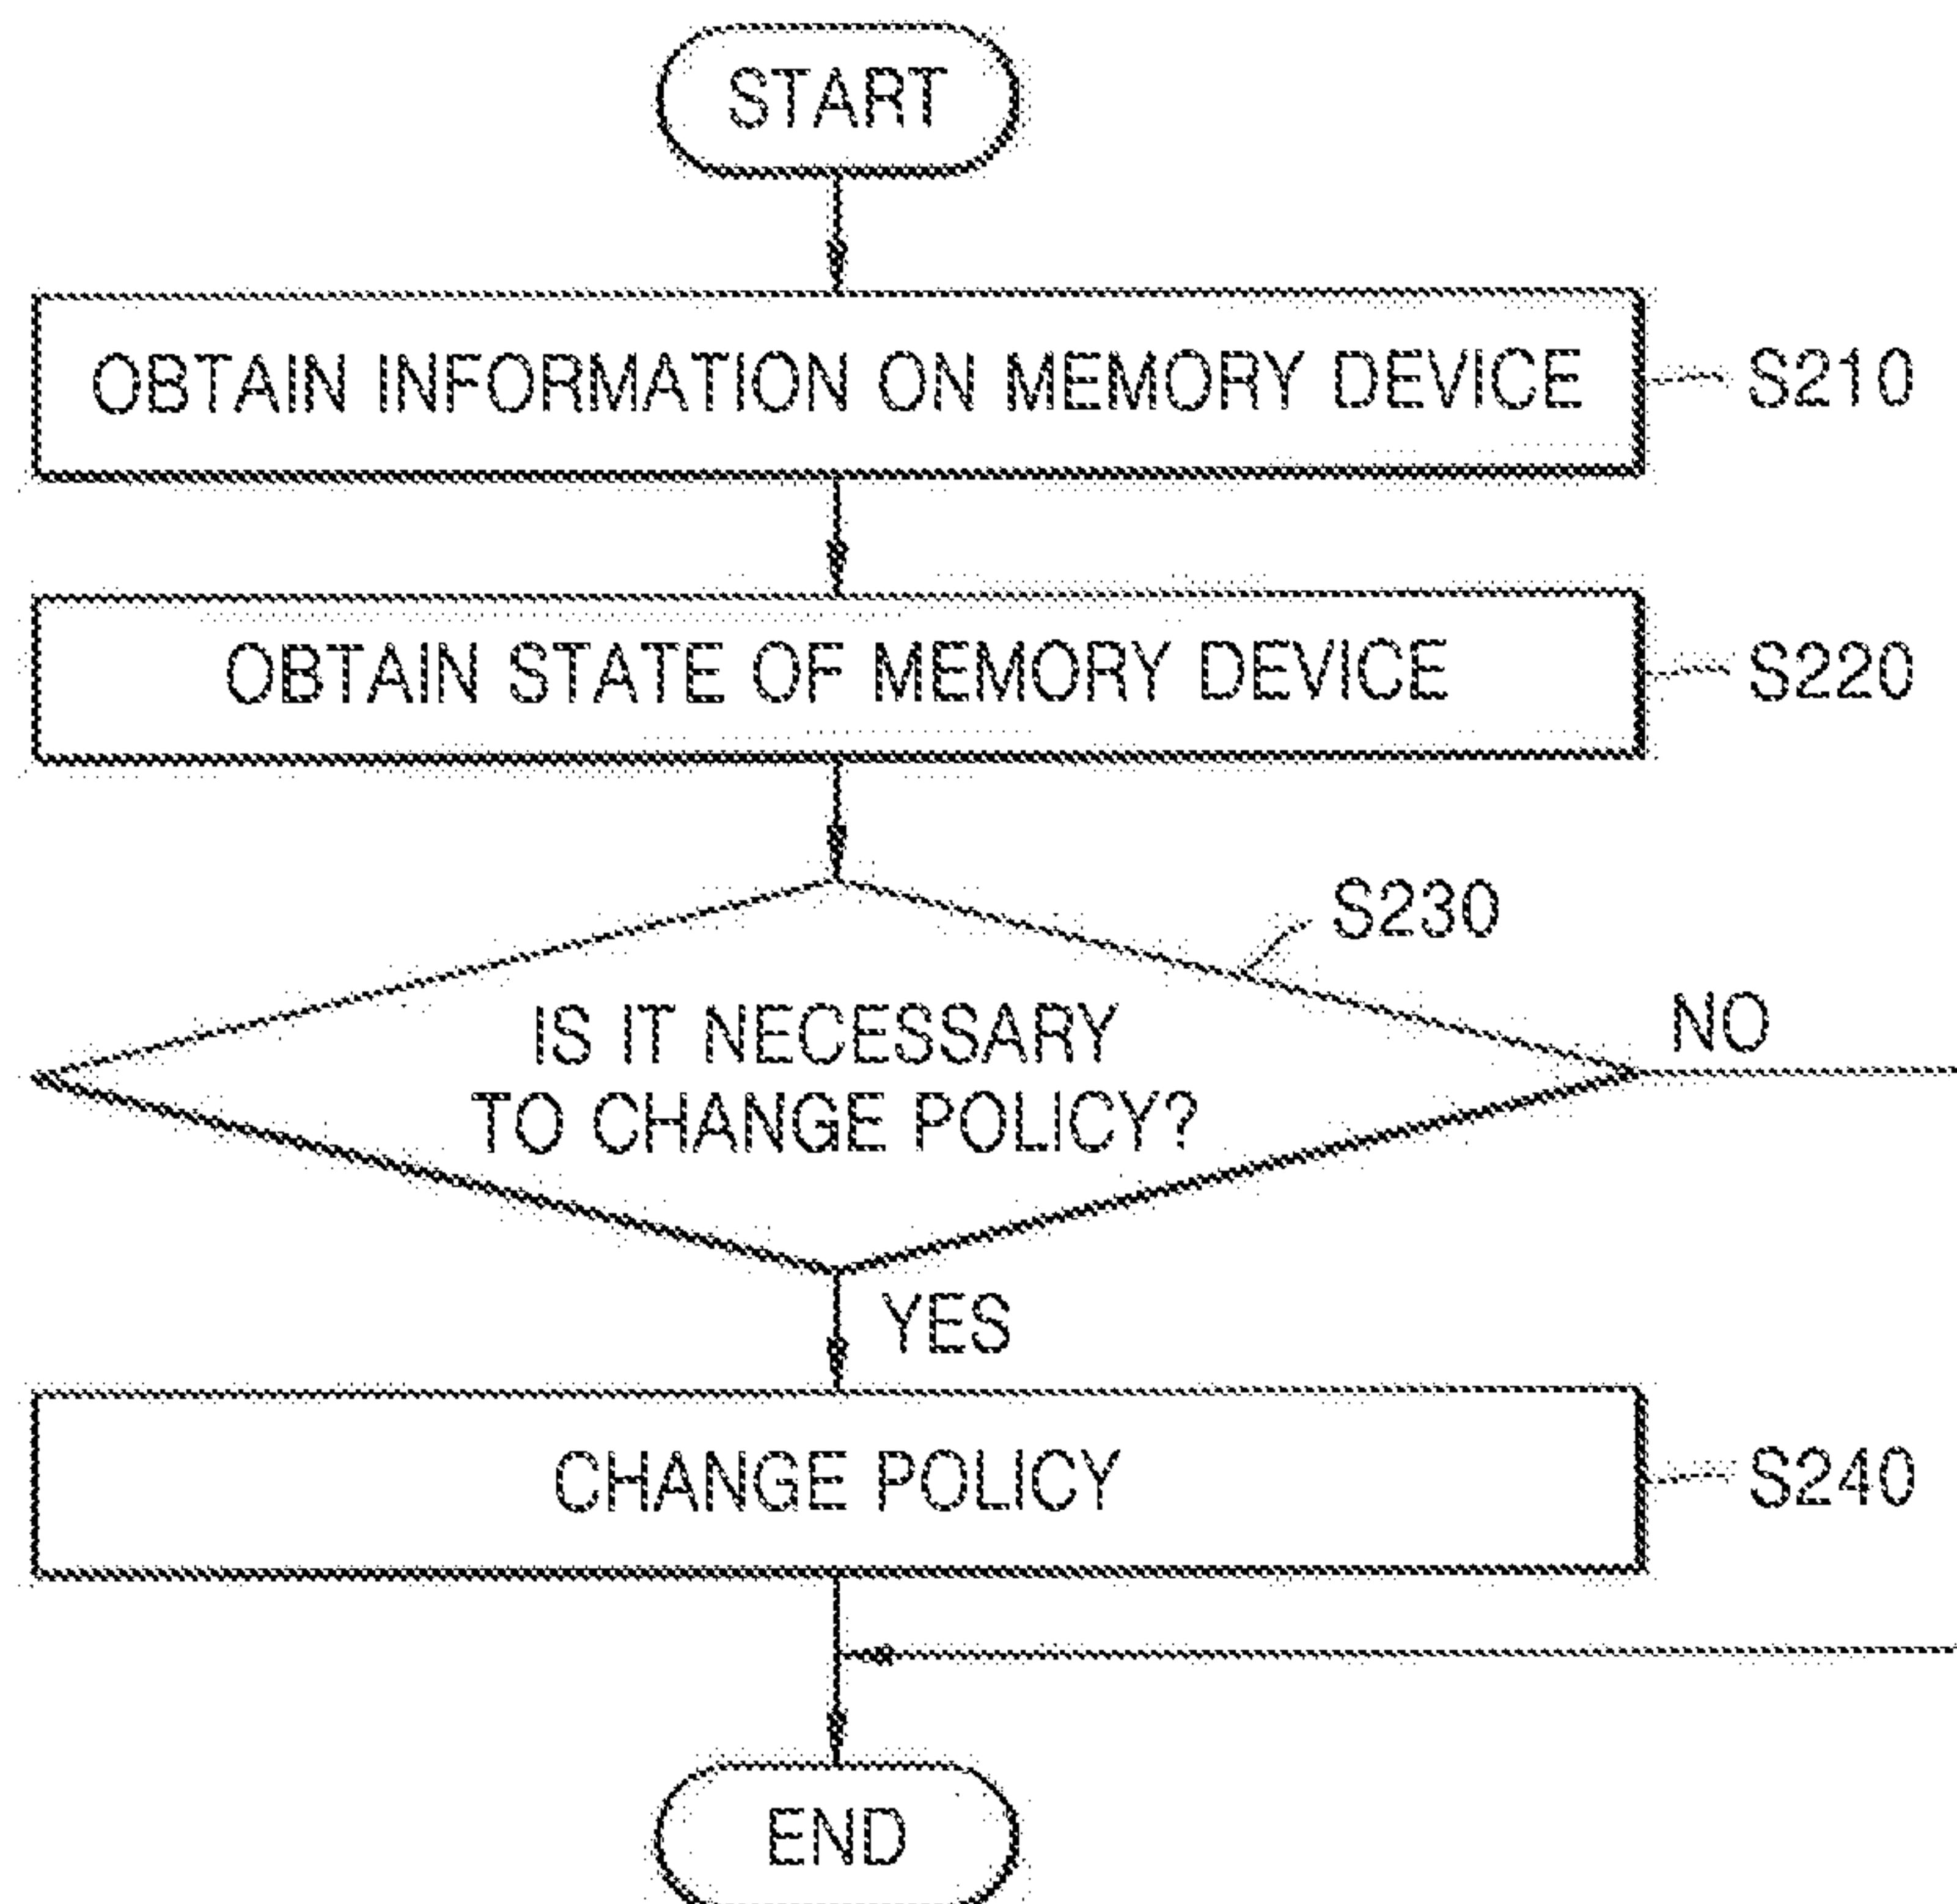 START
OBTAIN INFORMATION ON MEMORY DEVICE
S210
OBTAIN STATE OF MEMORY DEVICE
S220
S230
IS IT NECESSARY
TO CHANGE POLICY?
NO
YES
CHANGE POLICY
S240
END